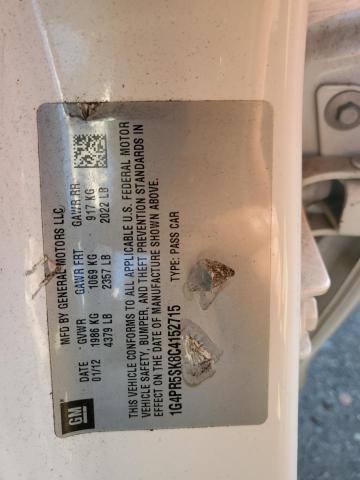 MFD BY GENERAL MOTORS LLC
DATE GVWR GAWR FRT GAWR RR
01/12 1986 KG 1069 KG 917 KG
4379 LB 2357 LB 2022 LB
THIS VEHICLE CONFORMS TO ALL APPLICABLE U.S. FEDERAL MOTOR
VEHICLE SAFETY, BUMPER, AND THEFT PREVENTION STANDARDS IN
EFFECT ON THE DATE OF MANUFACTURE SHOWN ABOVE.
1G4PR5SK8C4152715 TYPE: PASS CAR
GM